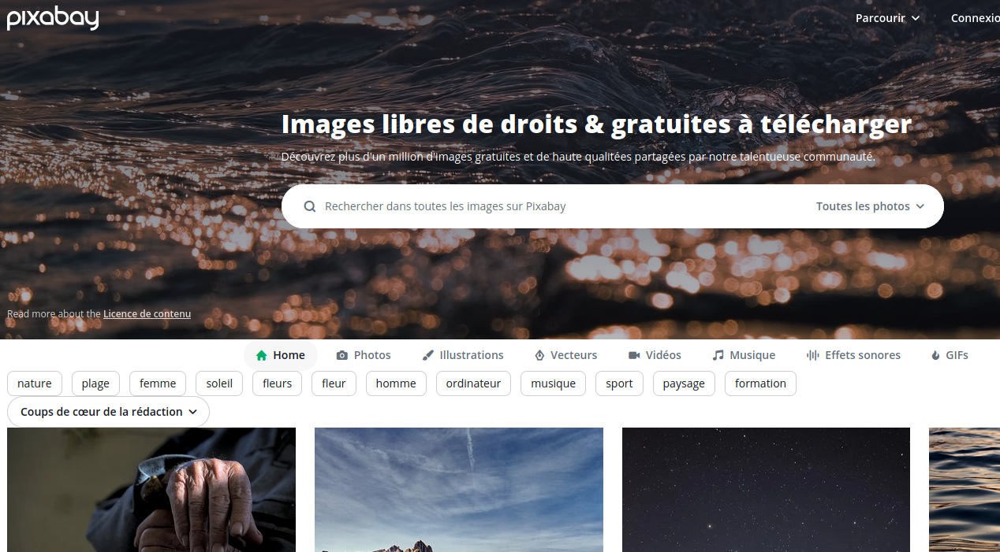 pixabay
Parcourir
Connexio
Images libres de droits & gratuites à télécharger
Découvrez plus d'un million d'images gratuites et de haute qualitées partagées par notre talentueuse communauté.
Rechercher dans toutes les images sur Pixabay
Toutes les photos
Read more about the Licence de contenu
Home Photos Illustrations Vecteurs Vidéos Musique Effets sonores GIFs
nature plage femme soleil fleurs fleur homme ordinateur musique sport paysage formation
Coups de cœur de la rédaction